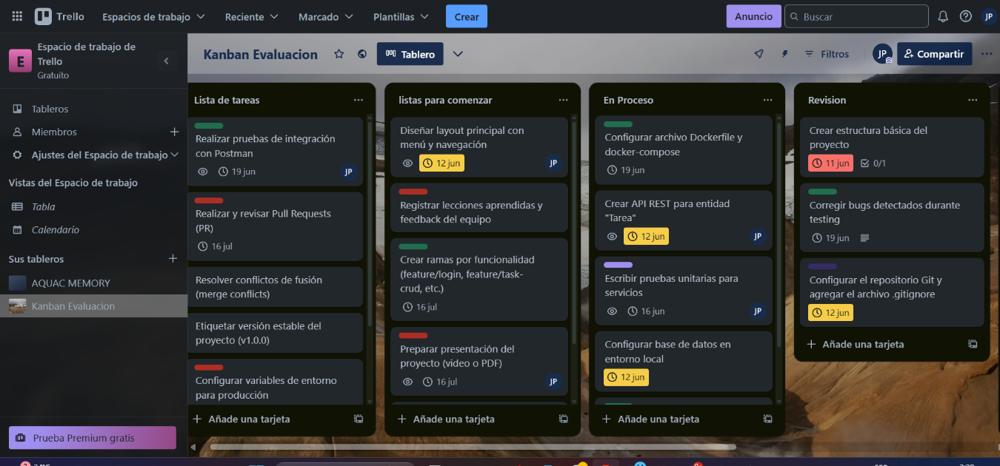 Trello
Espacios de trabajo
Reciente
Marcado
Plantillas
Crear
Anuncio
Buscar
JP
E
Espacio de trabajo de
Trello
Gratuito
Kanban Evaluacion
Tablero
Filtros
JP
Compartir
Tableros
Miembros
Ajustes del Espacio de trabajo
Vistas del Espacio de trabajo
Tabla
Calendario
Sus tableros
AQUAC MEMORY
Kanban Evaluacion
Prueba Premium gratis
Lista de tareas
Realizar pruebas de integración
con Postman
19 jun
JP
Realizar y revisar Pull Requests
(PR)
16 jul
Resolver conflictos de fusión
(merge conflicts)
Etiquetar versión estable del
proyecto (v1.0.0)
Configurar variables de entorno
para producción
Añade una tarjeta
listas para comenzar
Diseñar layout principal con
menú y navegación
12 jun
JP
Registrar lecciones aprendidas y
feedback del equipo
Crear ramas por funcionalidad
(feature/login, feature/task-
crud, etc.)
16 jul
Preparar presentación del
proyecto (video o PDF)
16 jul
JP
Añade una tarjeta
En Proceso
Configurar archivo Dockerfile y
docker-compose
19 jun
Crear API REST para entidad
"Tarea"
12 jun
JP
Escribir pruebas unitarias para
servicios
16 jun
JP
Configurar base de datos en
entorno local
12 jun
Añade una tarjeta
Revision
Crear estructura básica del
proyecto
11 jun
0/1
Corregir bugs detectados durante
testing
19 jun
Configurar el repositorio Git y
agregar el archivo .gitignore
12 jun
Añade una tarjeta